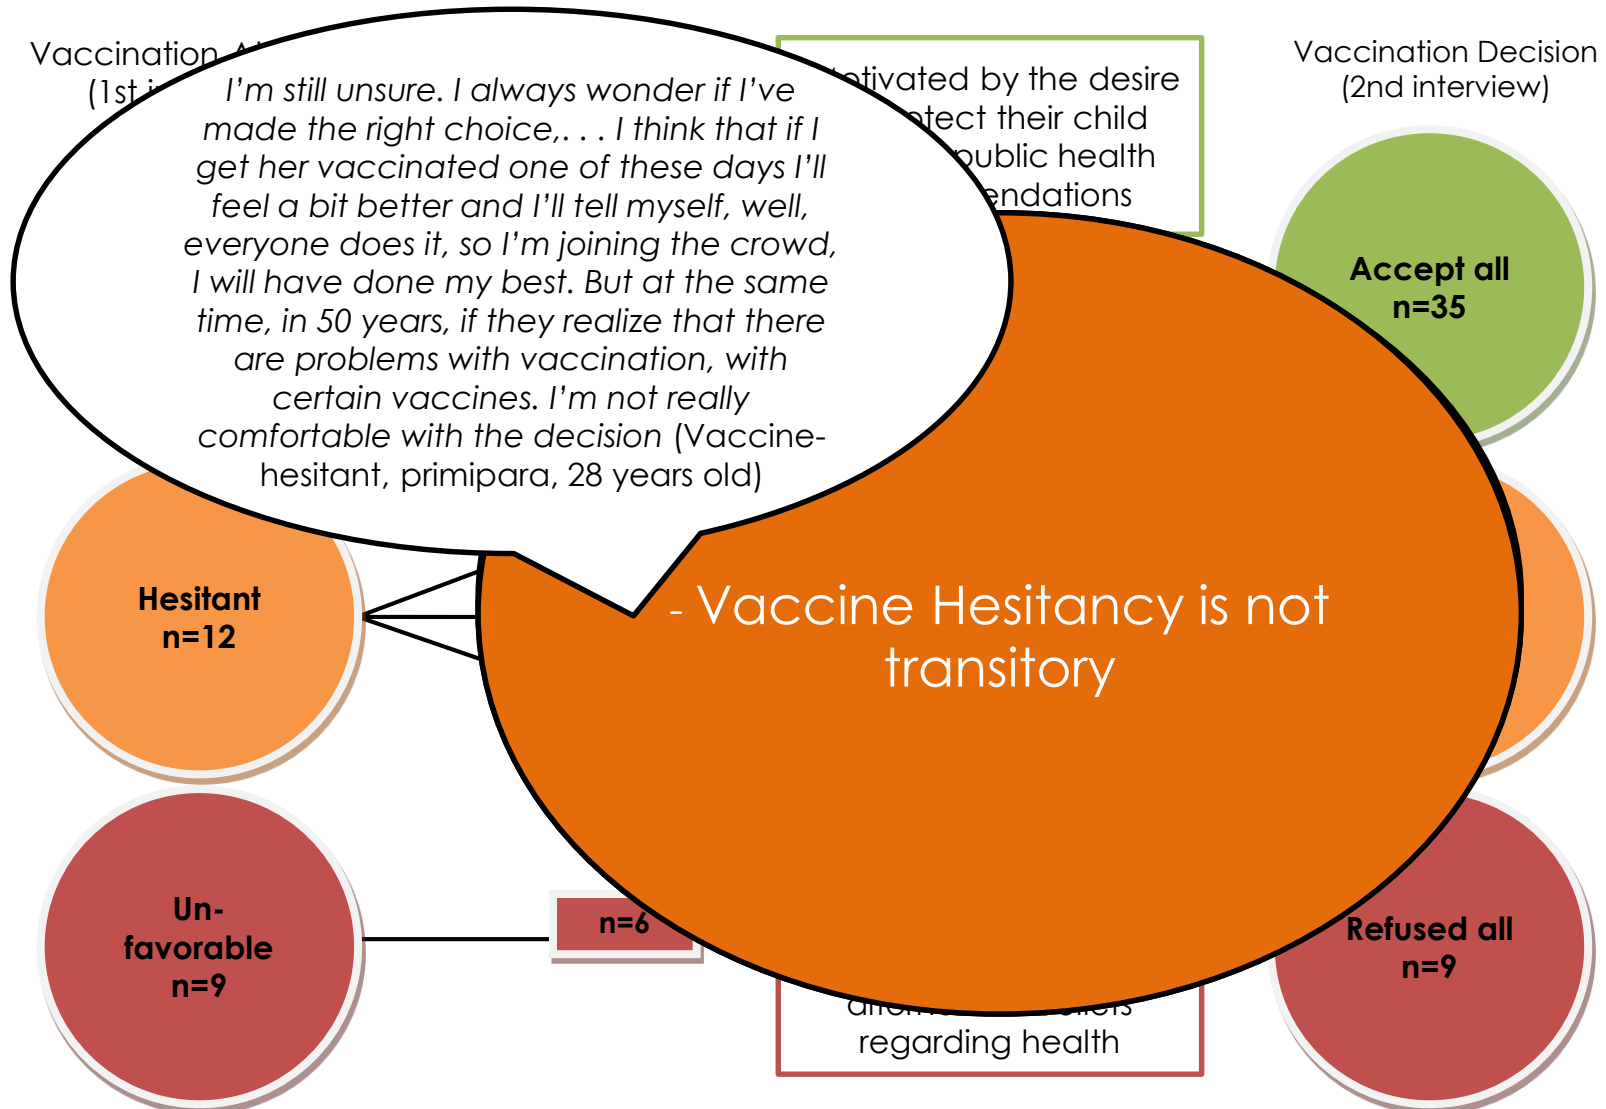 Vaccination
(1st
I'm still unsure. I always wonder if I've
made the right choice,. . . I think that if I
get her vaccinated one of these days I'll
feel a bit better and I'll tell myself, well,
everyone does it, so I'm joining the crowd,
I will have done my best. But at the same
time, in 50 years, if they realize that there
are problems with vaccination, with
certain vaccines. I'm not really
comfortable with the decision (Vaccine-
hesitant, primipara, 28 years old)
by the desire
their child
public health
Vaccination Decision
(2nd interview)
Accept all
n=35
Hesitant
n=12
- Vaccine Hesitancy is not
transitory
Un-
favorable
n=9
n=6
regarding health
Refused all
n=9